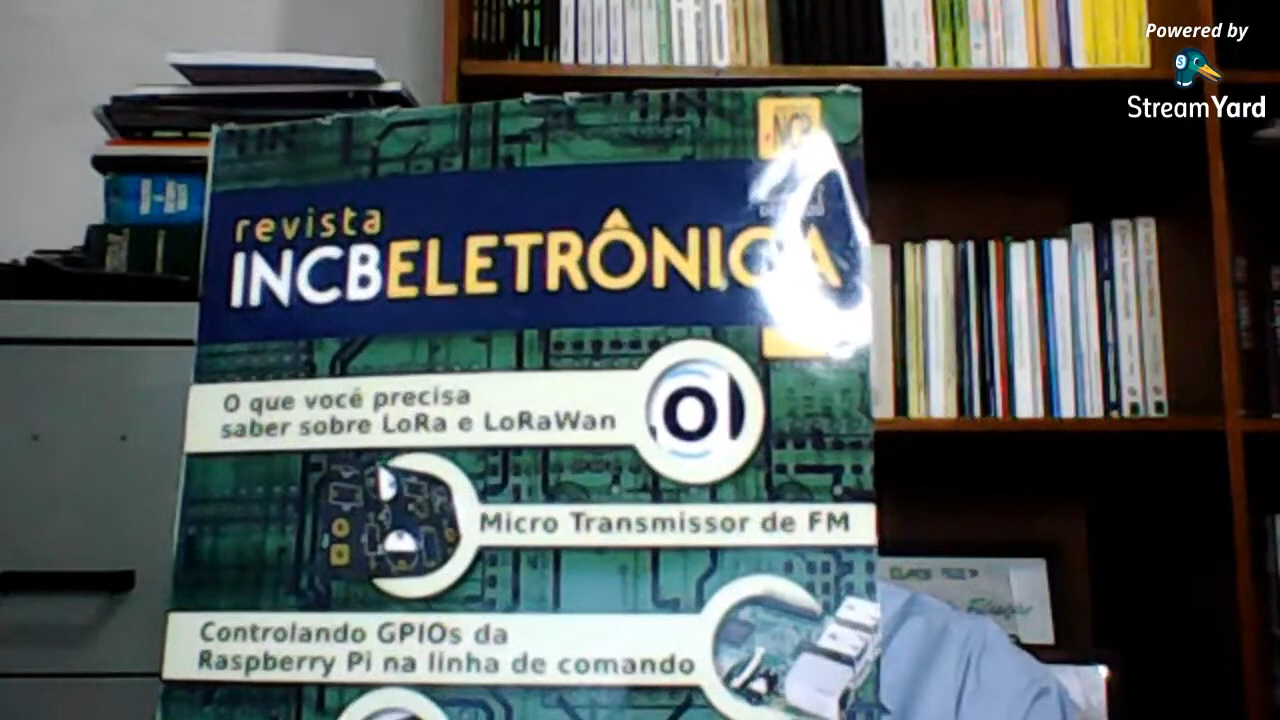 Powered by
StreamYard
revista
INCBELETRÔNICA
O que você precisa
saber sobre LoRa e LoRaWan
Micro Transmissor de FM
Controlando GPIOs da
Raspberry Pi na linha de comando